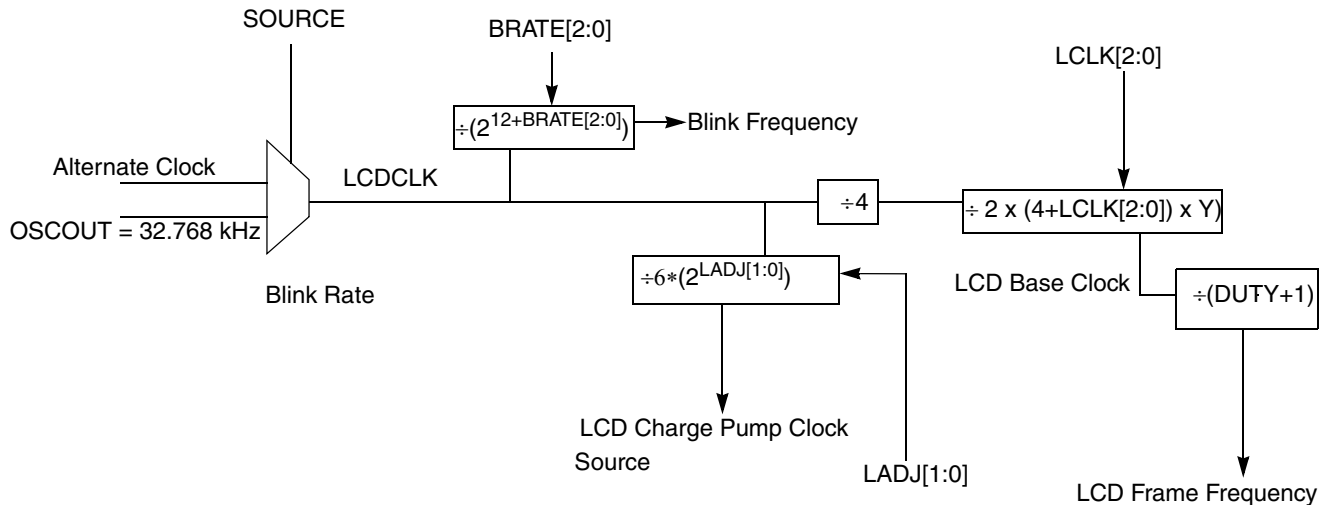 SOURCE
BRATE[2:0]
LCLK[2:0]
÷(2^12+BRATE[2:0])
Blink Frequency
Alternate Clock
LCDCLK
÷4
÷ 2 x (4+LCLK[2:0]) x Y)
OSCOUT = 32.768 kHz
÷6*(2^LADJ[1:0])
LCD Base Clock
Blink Rate
÷(DUTY+1)
LCD Charge Pump Clock
Source
LADJ[1:0]
LCD Frame Frequency